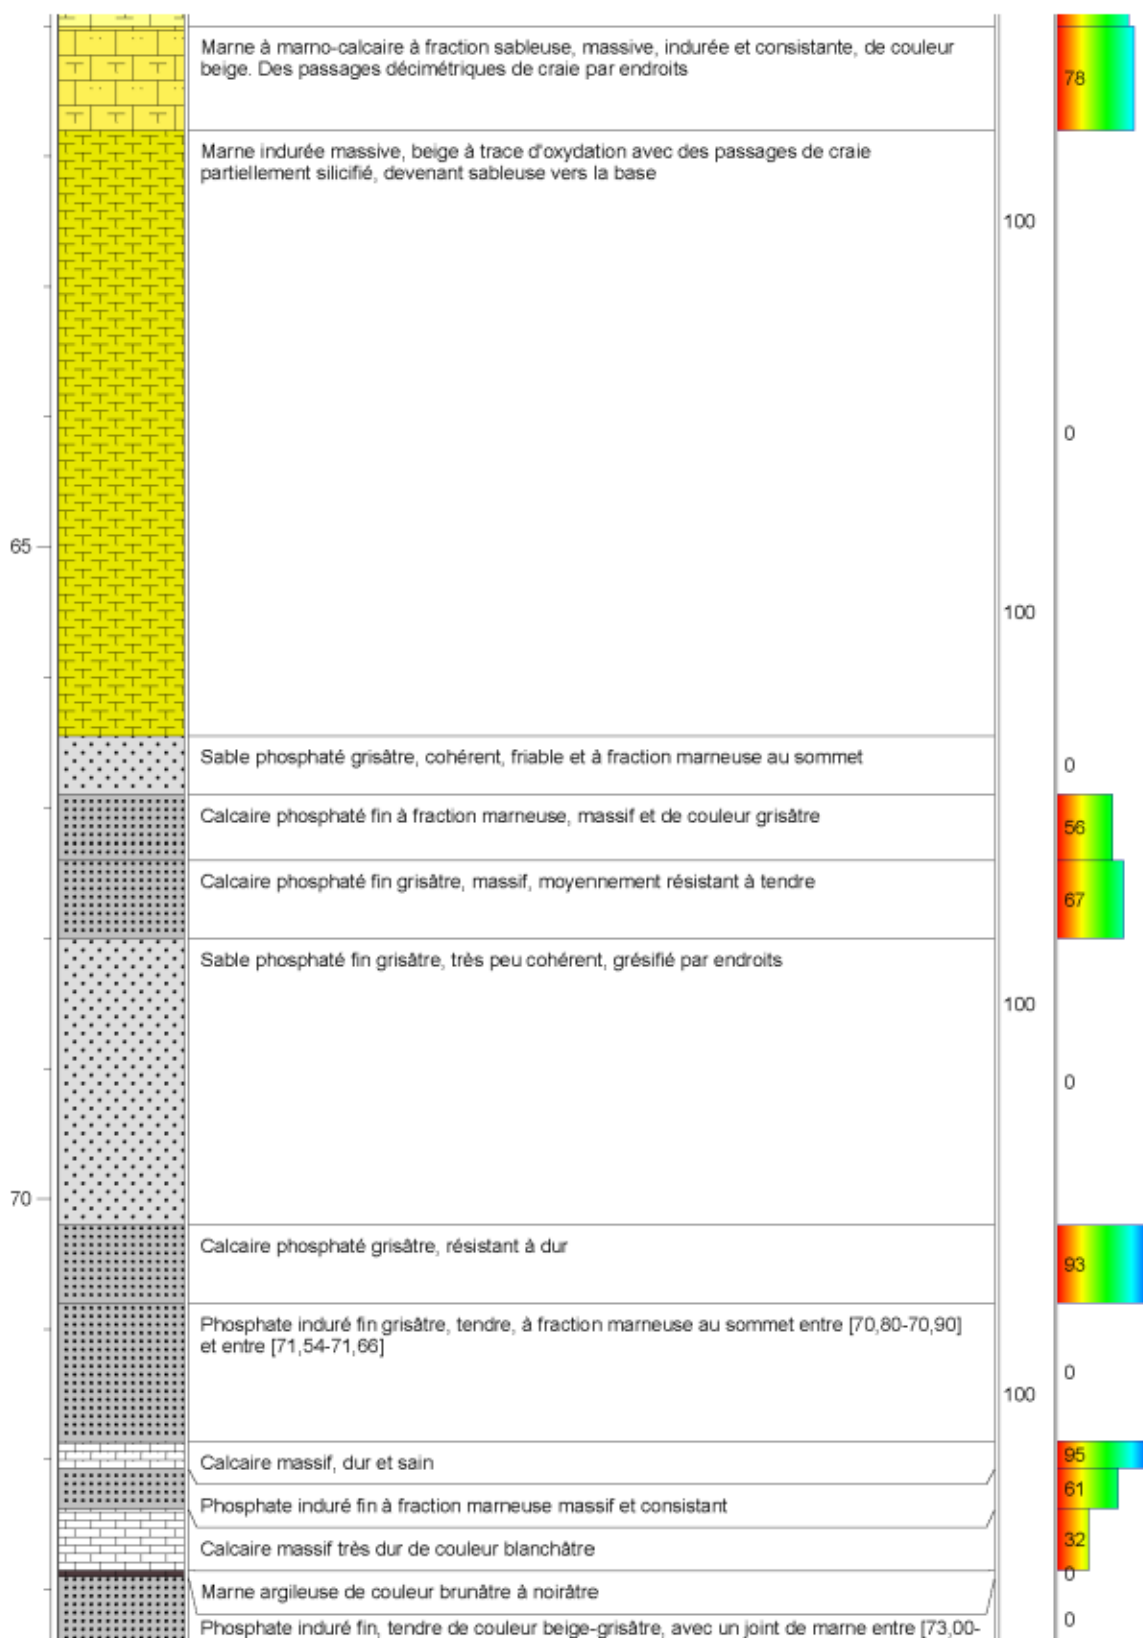 Marne à marno-calcaire à fraction sableuse, massive, indurée et consistante, de couleur
beige. Des passages décimétriques de craie par endroits
78
Marne indurée massive, beige à trace d'oxydation avec des passages de craie
partiellement silicifié, devenant sableuse vers la base
100
0
65
100
Sable phosphaté grisâtre, cohérent, friable et à fraction marneuse au sommet
0
Calcaire phosphaté fin à fraction marneuse, massif et de couleur grisâtre
56
Calcaire phosphaté fin grisâtre, massif, moyennement résistant à tendre
67
Sable phosphaté fin grisâtre, très peu cohérent, grésifié par endroits
100
0
70
Calcaire phosphaté grisâtre, résistant à dur
93
Phosphate induré fin grisâtre, tendre, à fraction marneuse au sommet entre [70,80-70,90]
et entre [71,54-71,66]
0
100
Calcaire massif, dur et sain
95
61
Phosphate induré fin à fraction marneuse massif et consistant
32
Calcaire massif très dur de couleur blanchâtre
0
Marne argileuse de couleur brunâtre à noirâtre
0
Phosphate induré fin, tendre de couleur beige-grisâtre, avec un joint de marne entre [73,00-